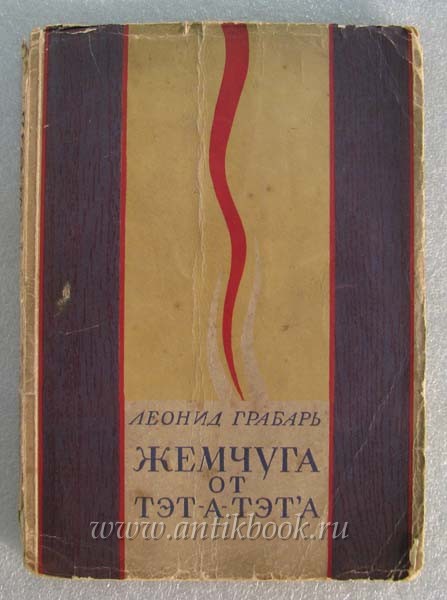 ЛЕОНИД ГРАБАРЬ
ЖЕМЧУГА
ОТ
ТЭТ-А-ТЭТ'А
www.antikbook.ru